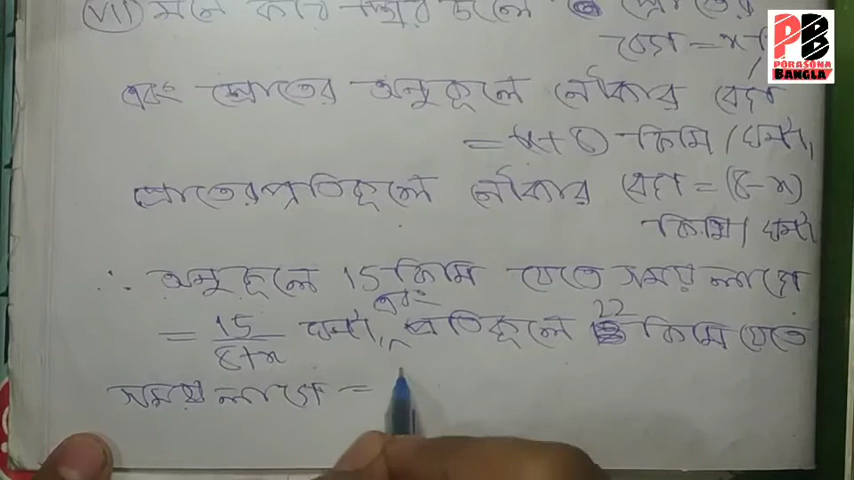 (VII) মনে করি স্থির জলে স্রোতের
বেগ = x
PB
PORASONA
BANGLA
এবং স্রোতের অনুকূলে নৌকার বেগ
= x + 8 কিমি/ঘন্টা,
স্রোতের প্রতিকূলে নৌকার বেগ = (8-x)
কিমি/ঘন্টা
∴ অনুকূলে 15 কিমি যেতে সময় লাগে
= 15/8+x ঘন্টা, এবং প্রতিকূলে 22 কিমি যেতে
সময় লাগে =